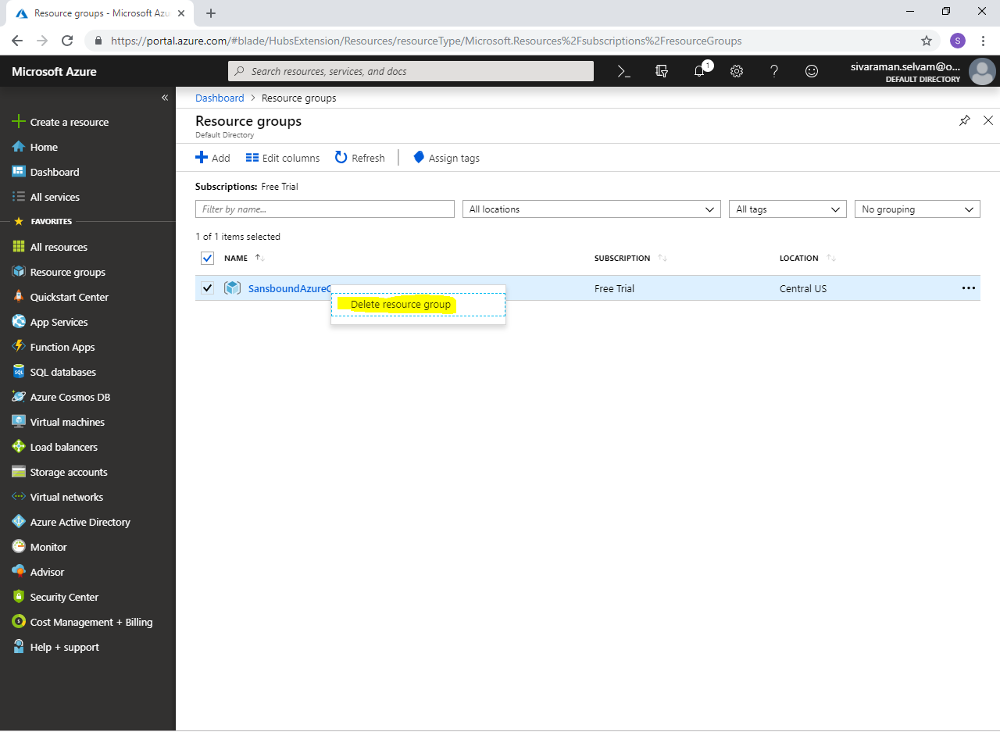 Resource groups - Microsoft Azu
https://portal.azure.com/#blade/HubsExtension/Resources/resourceType/Microsoft.Resources%2Fsubscriptions%2FresourceGroups
S
Microsoft Azure
Search resources, services, and docs
1
sivaraman.selvam@o...
DEFAULT DIRECTORY
Create a resource
Home
Dashboard
All services
FAVORITES
All resources
Resource groups
Quickstart Center
App Services
Function Apps
SQL databases
Azure Cosmos DB
Virtual machines
Load balancers
Storage accounts
Virtual networks
Azure Active Directory
Monitor
Advisor
Security Center
Cost Management + Billing
Help + support
Dashboard > Resource groups
Resource groups
Default Directory
Add Edit columns Refresh Assign tags
Subscriptions: Free Trial
Filter by name... All locations All tags No grouping
1 of 1 items selected
NAME SUBSCRIPTION LOCATION
SansboundAzure Free Trial Central US
Delete resource group